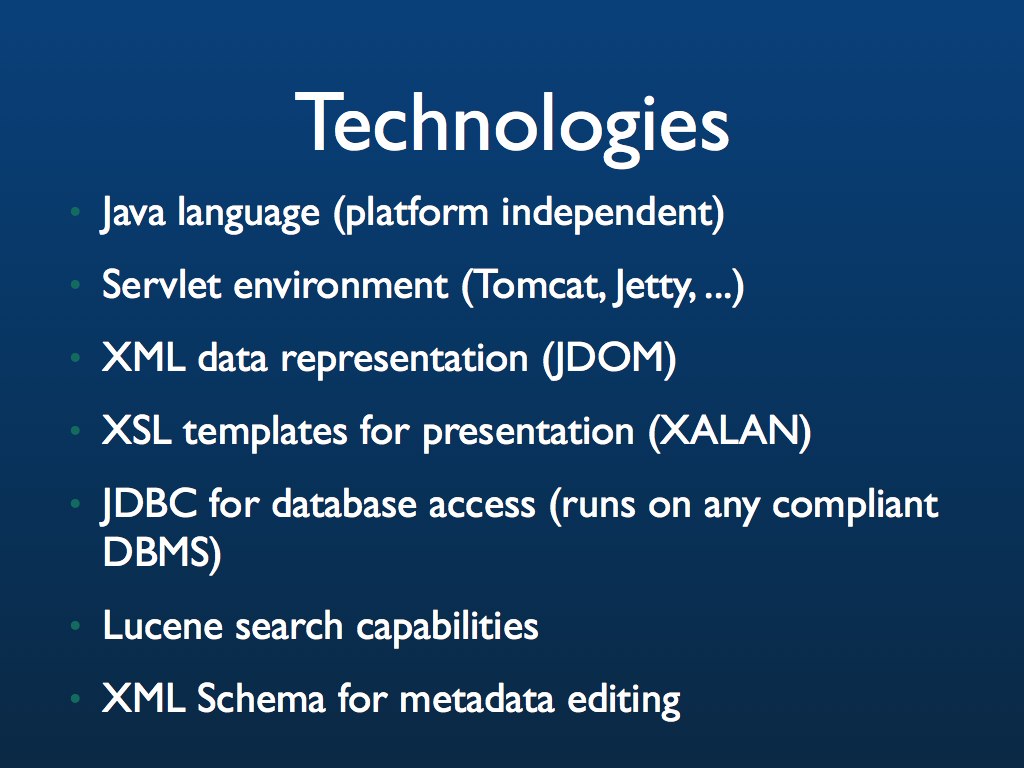 Technologies
• Java language (platform independent)
• Servlet environment (Tomcat, Jetty, ...)
• XML data representation (JDOM)
• XSL templates for presentation (XALAN)
• JDBC for database access (runs on any compliant
DBMS)
• Lucene search capabilities
• XML Schema for metadata editing